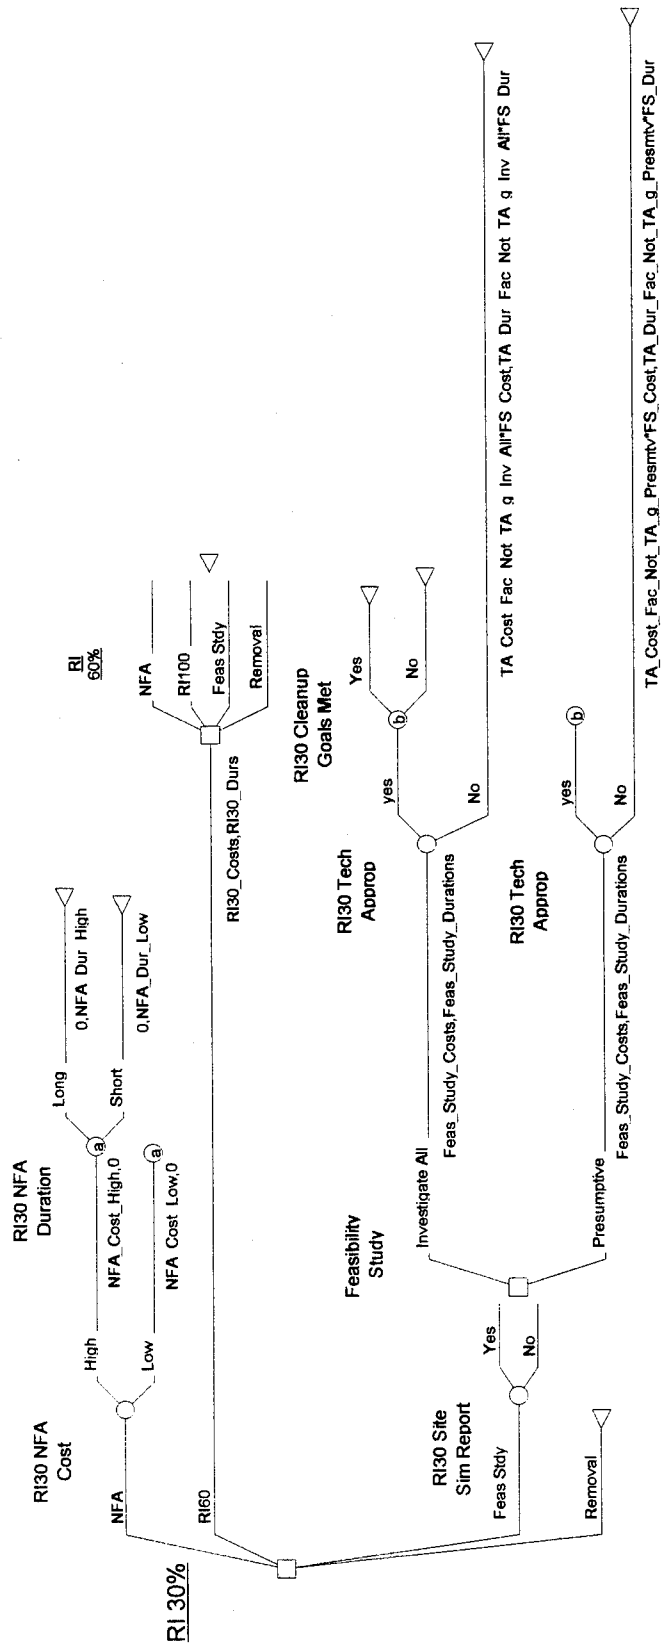 RI 30%
RI30 NFA
Cost
NFA
High
Low
RI30 NFA
Duration
NFA_Cost_High,0
a
NFA Cost Low,0
a
Long
0,NFA Dur High
Short
0,NFA_Dur_Low
RI60
RI30_Costs,RI30_Durs
RI
60%
NFA
RI100
Feas Stdy
Removal
RI30 Site
Sim Report
Feas Stdy
Yes
No
Feasibility
Study
Investigate All
Feas_Study_Costs,Feas_Study_Durations
RI30 Tech
Approp
yes
b
RI30 Cleanup
Goals Met
Yes
No
No
TA Cost Fac Not TA g Inv All*FS Cost,TA Dur Fac Not TA g Inv All*FS Dur
Presumptive
Feas_Study_Costs,Feas_Study_Durations
RI30 Tech
Approp
yes
b
No
TA_Cost_Fac_Not_TA_g_Presmtv*FS_Cost,TA_Dur_Fac_Not_TA_g_Presmtv*FS_Dur
Removal